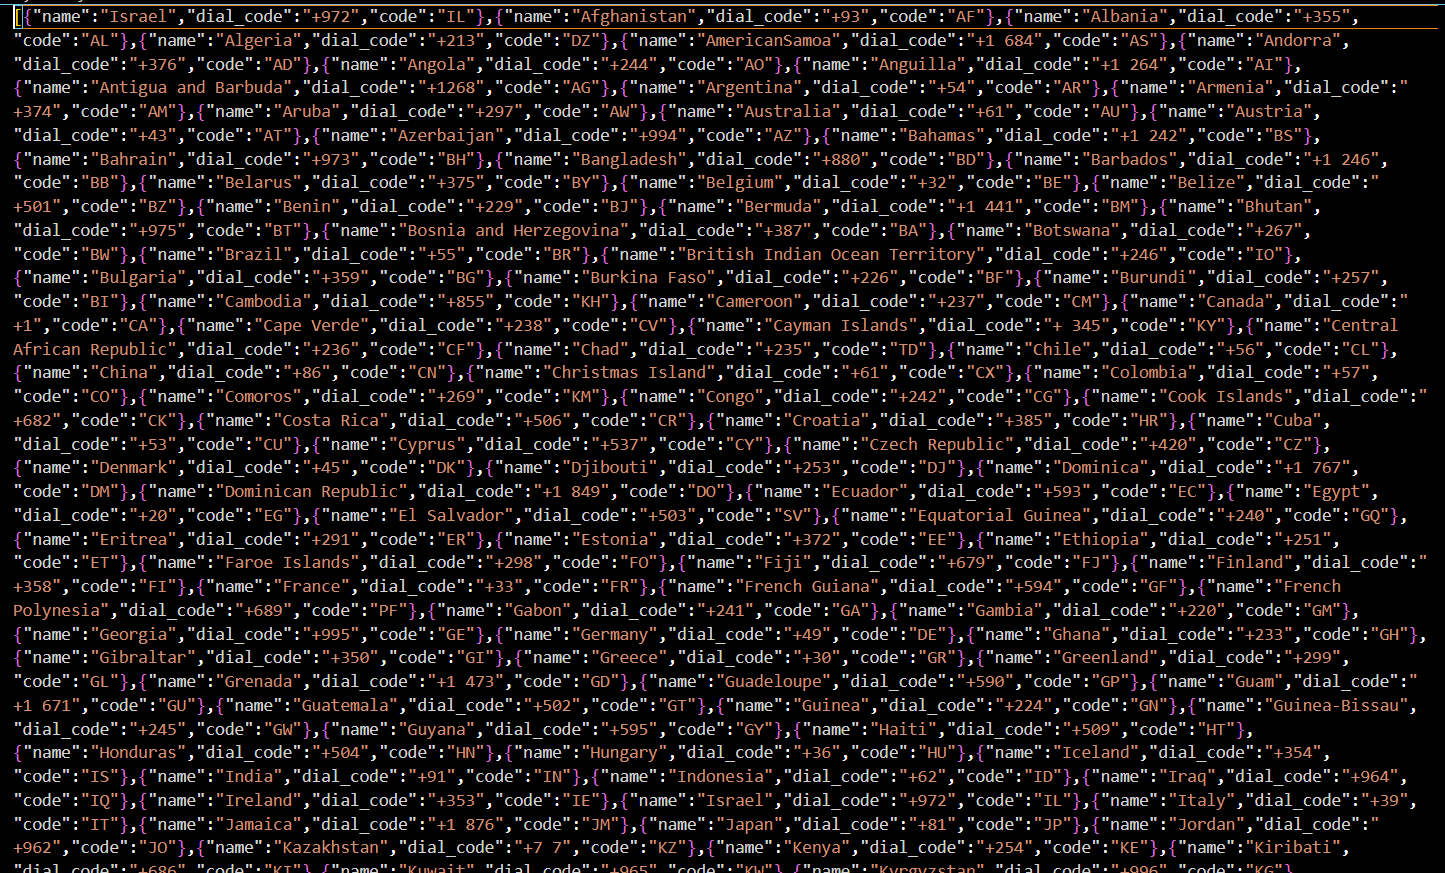 [{"name":"Israel","dial_code":"+972","code":"IL"},{"name":"Afghanistan","dial_code":"+93","code":"AF"},{"name":"Albania","dial_code":"+355",
"code":"AL"},{"name":"Algeria","dial_code":"+213","code":"DZ"},{"name":"AmericanSamoa","dial_code":"+1 684","code":"AS"},{"name":"Andorra",
"dial_code":"+376","code":"AD"},{"name":"Angola","dial_code":"+244","code":"AO"},{"name":"Anguilla","dial_code":"+1 264","code":"AI"},
{"name":"Antigua and Barbuda","dial_code":"+1268","code":"AG"},{"name":"Argentina","dial_code":"+54","code":"AR"},{"name":"Armenia","dial_code":"
+374","code":"AM"},{"name":"Aruba","dial_code":"+297","code":"AW"},{"name":"Australia","dial_code":"+61","code":"AU"},{"name":"Austria",
"dial_code":"+43","code":"AT"},{"name":"Azerbaijan","dial_code":"+994","code":"AZ"},{"name":"Bahamas","dial_code":"+1 242","code":"BS"},
{"name":"Bahrain","dial_code":"+973","code":"BH"},{"name":"Bangladesh","dial_code":"+880","code":"BD"},{"name":"Barbados","dial_code":"+1 246",
"code":"BB"},{"name":"Belarus","dial_code":"+375","code":"BY"},{"name":"Belgium","dial_code":"+32","code":"BE"},{"name":"Belize","dial_code":"
+501","code":"BZ"},{"name":"Benin","dial_code":"+229","code":"BJ"},{"name":"Bermuda","dial_code":"+1 441","code":"BM"},{"name":"Bhutan",
"dial_code":"+975","code":"BT"},{"name":"Bosnia and Herzegovina","dial_code":"+387","code":"BA"},{"name":"Botswana","dial_code":"+267",
"code":"BW"},{"name":"Brazil","dial_code":"+55","code":"BR"},{"name":"British Indian Ocean Territory","dial_code":"+246","code":"IO"},
{"name":"Bulgaria","dial_code":"+359","code":"BG"},{"name":"Burkina Faso","dial_code":"+226","code":"BF"},{"name":"Burundi","dial_code":"+257",
"code":"BI"},{"name":"Cambodia","dial_code":"+855","code":"KH"},{"name":"Cameroon","dial_code":"+237","code":"CM"},{"name":"Canada","dial_code":"
+1","code":"CA"},{"name":"Cape Verde","dial_code":"+238","code":"CV"},{"name":"Cayman Islands","dial_code":"+ 345","code":"KY"},{"name":"Central
African Republic","dial_code":"+236","code":"CF"},{"name":"Chad","dial_code":"+235","code":"TD"},{"name":"Chile","dial_code":"+56","code":"CL"},
{"name":"China","dial_code":"+86","code":"CN"},{"name":"Christmas Island","dial_code":"+61","code":"CX"},{"name":"Colombia","dial_code":"+57",
"code":"CO"},{"name":"Comoros","dial_code":"+269","code":"KM"},{"name":"Congo","dial_code":"+242","code":"CG"},{"name":"Cook Islands","dial_code":"
+682","code":"CK"},{"name":"Costa Rica","dial_code":"+506","code":"CR"},{"name":"Croatia","dial_code":"+385","code":"HR"},{"name":"Cuba",
"dial_code":"+53","code":"CU"},{"name":"Cyprus","dial_code":"+537","code":"CY"},{"name":"Czech Republic","dial_code":"+420","code":"CZ"},
{"name":"Denmark","dial_code":"+45","code":"DK"},{"name":"Djibouti","dial_code":"+253","code":"DJ"},{"name":"Dominica","dial_code":"+1 767",
"code":"DM"},{"name":"Dominican Republic","dial_code":"+1 849","code":"DO"},{"name":"Ecuador","dial_code":"+593","code":"EC"},{"name":"Egypt",
"dial_code":"+20","code":"EG"},{"name":"El Salvador","dial_code":"+503","code":"SV"},{"name":"Equatorial Guinea","dial_code":"+240","code":"GQ"},
{"name":"Eritrea","dial_code":"+291","code":"ER"},{"name":"Estonia","dial_code":"+372","code":"EE"},{"name":"Ethiopia","dial_code":"+251",
"code":"ET"},{"name":"Faroe Islands","dial_code":"+298","code":"FO"},{"name":"Fiji","dial_code":"+679","code":"FJ"},{"name":"Finland","dial_code":"
+358","code":"FI"},{"name":"France","dial_code":"+33","code":"FR"},{"name":"French Guiana","dial_code":"+594","code":"GF"},{"name":"French
Polynesia","dial_code":"+689","code":"PF"},{"name":"Gabon","dial_code":"+241","code":"GA"},{"name":"Gambia","dial_code":"+220","code":"GM"},
{"name":"Georgia","dial_code":"+995","code":"GE"},{"name":"Germany","dial_code":"+49","code":"DE"},{"name":"Ghana","dial_code":"+233","code":"GH"},
{"name":"Gibraltar","dial_code":"+350","code":"GI"},{"name":"Greece","dial_code":"+30","code":"GR"},{"name":"Greenland","dial_code":"+299",
"code":"GL"},{"name":"Grenada","dial_code":"+1 473","code":"GD"},{"name":"Guadeloupe","dial_code":"+590","code":"GP"},{"name":"Guam","dial_code":"
+1 671","code":"GU"},{"name":"Guatemala","dial_code":"+502","code":"GT"},{"name":"Guinea","dial_code":"+224","code":"GN"},{"name":"Guinea-Bissau",
"dial_code":"+245","code":"GW"},{"name":"Guyana","dial_code":"+595","code":"GY"},{"name":"Haiti","dial_code":"+509","code":"HT"},
{"name":"Honduras","dial_code":"+504","code":"HN"},{"name":"Hungary","dial_code":"+36","code":"HU"},{"name":"Iceland","dial_code":"+354",
"code":"IS"},{"name":"India","dial_code":"+91","code":"IN"},{"name":"Indonesia","dial_code":"+62","code":"ID"},{"name":"Iraq","dial_code":"+964",
"code":"IQ"},{"name":"Ireland","dial_code":"+353","code":"IE"},{"name":"Israel","dial_code":"+972","code":"IL"},{"name":"Italy","dial_code":"+39",
"code":"IT"},{"name":"Jamaica","dial_code":"+1 876","code":"JM"},{"name":"Japan","dial_code":"+81","code":"JP"},{"name":"Jordan","dial_code":"
+962","code":"JO"},{"name":"Kazakhstan","dial_code":"+7 7","code":"KZ"},{"name":"Kenya","dial_code":"+254","code":"KE"},{"name":"Kiribati",
"dial_code":"+686","code":"KI"},{"name":"Kuwait","dial_code":"+965","code":"KW"},{"name":"Kyrgyzstan","dial_code":"+996","code":"KG"},